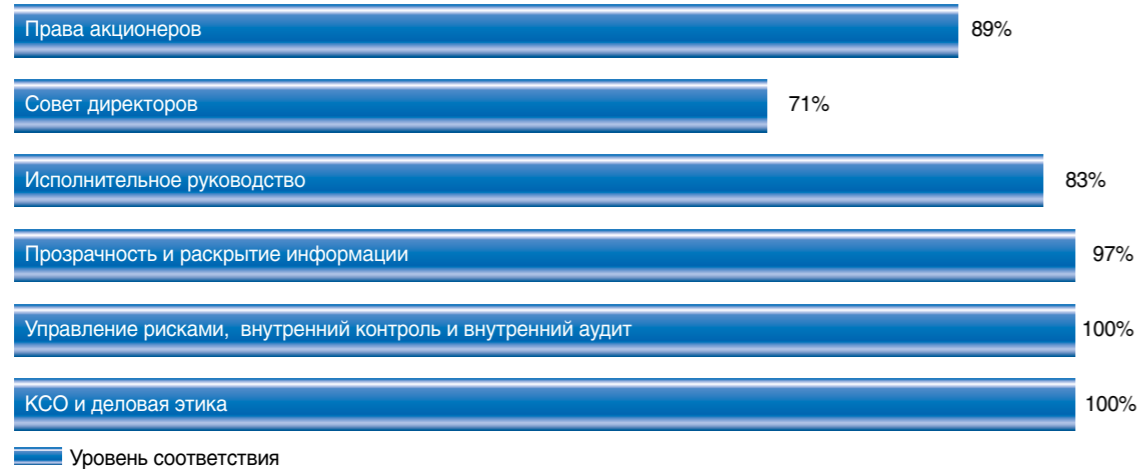 Права акционеров 89%
Совет директоров 71%
Исполнительное руководство 83%
Прозрачность и раскрытие информации 97%
Управление рисками, внутренний контроль и внутренний аудит 100%
КСО и деловая этика 100%
Уровень соответствия